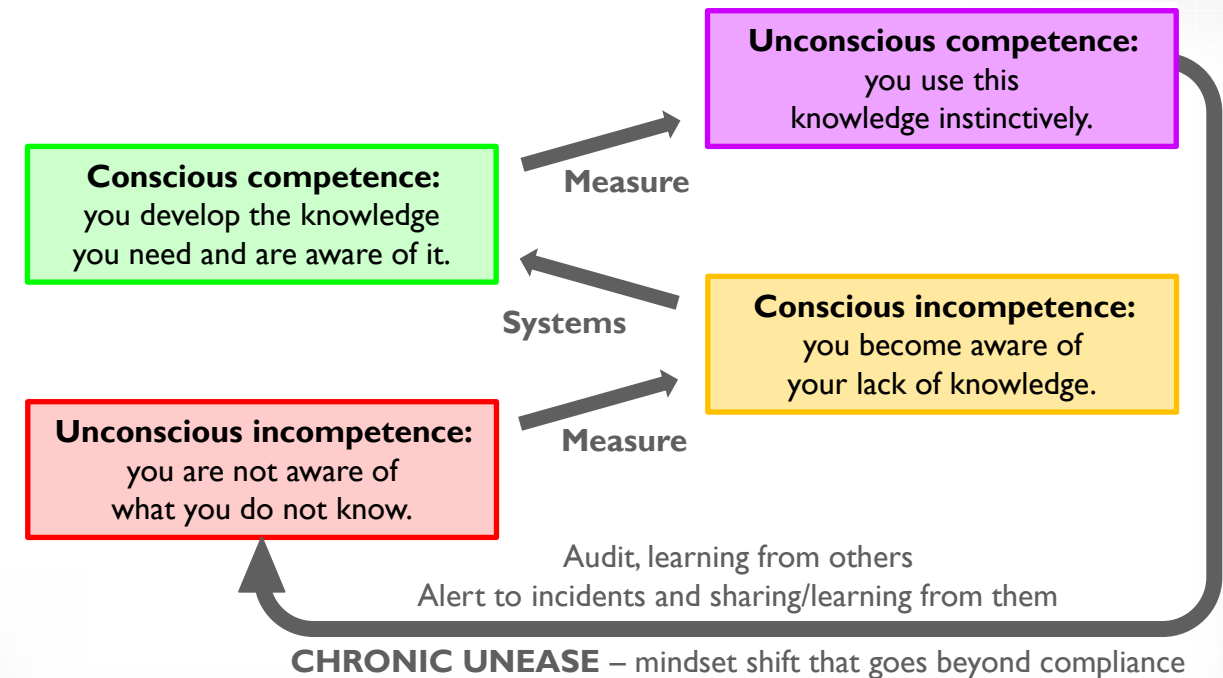 Unconscious competence:
you use this
knowledge instinctively.
Measure
Conscious competence:
you develop the knowledge
you need and are aware of it.
Systems
Conscious incompetence:
you become aware of
your lack of knowledge.
Measure
Unconscious incompetence:
you are not aware of
what you do not know.
Audit, learning from others
Alert to incidents and sharing/learning from them
CHRONIC UNEASE – mindset shift that goes beyond compliance